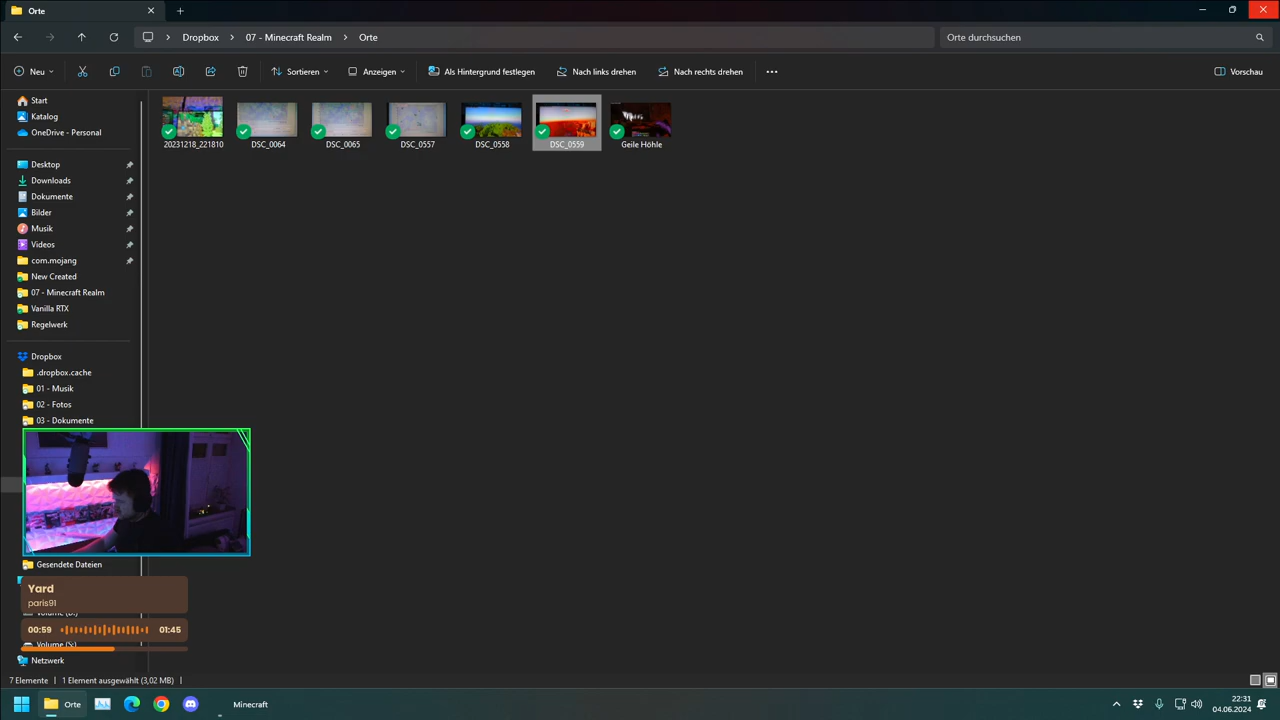 Orte
Dropbox > 07 - Minecraft Realm > Orte
Orte durchsuchen
Neu
Sortieren
Anzeigen
Als Hintergrund festlegen
Nach links drehen
Nach rechts drehen
Vorschau
Start
Katalog
OneDrive - Personal
Desktop
Downloads
Dokumente
Bilder
Musik
Videos
com.mojang
New Created
07 - Minecraft Realm
Vanilla RTX
Regelwerk
Dropbox
.dropbox.cache
01 - Musik
02 - Fotos
03 - Dokumente
Gesendete Dateien
Netzwerk
20231218_221810
DSC_0064
DSC_0065
DSC_0557
DSC_0558
DSC_0559
Geile Höhle
Yard
paris91
00:59
01:45
7 Elemente
1 Element ausgewählt (3,02 MB)
Orte
Minecraft
22:31
04.06.2024